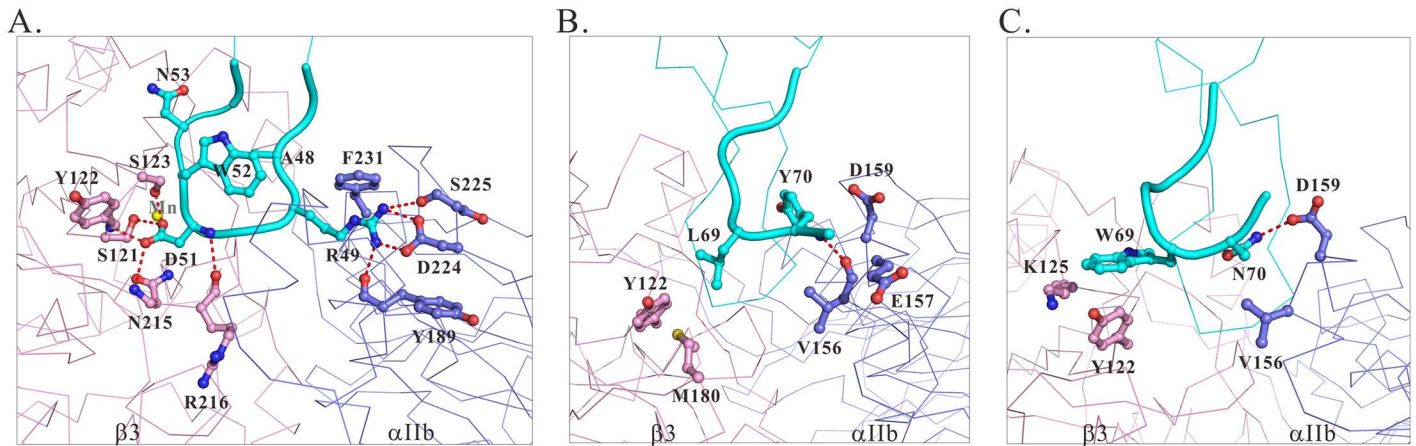 A.
N53
S123
W52
A48
F231
Y122
Mn
S225
S121
D51
R49
D224
N215
Y189
R216
β3
αIIb
B.
Y70
D159
L69
Y122
E157
V156
M180
β3
αIIb
C.
D159
W69
K125
N70
Y122
V156
β3
αIIb